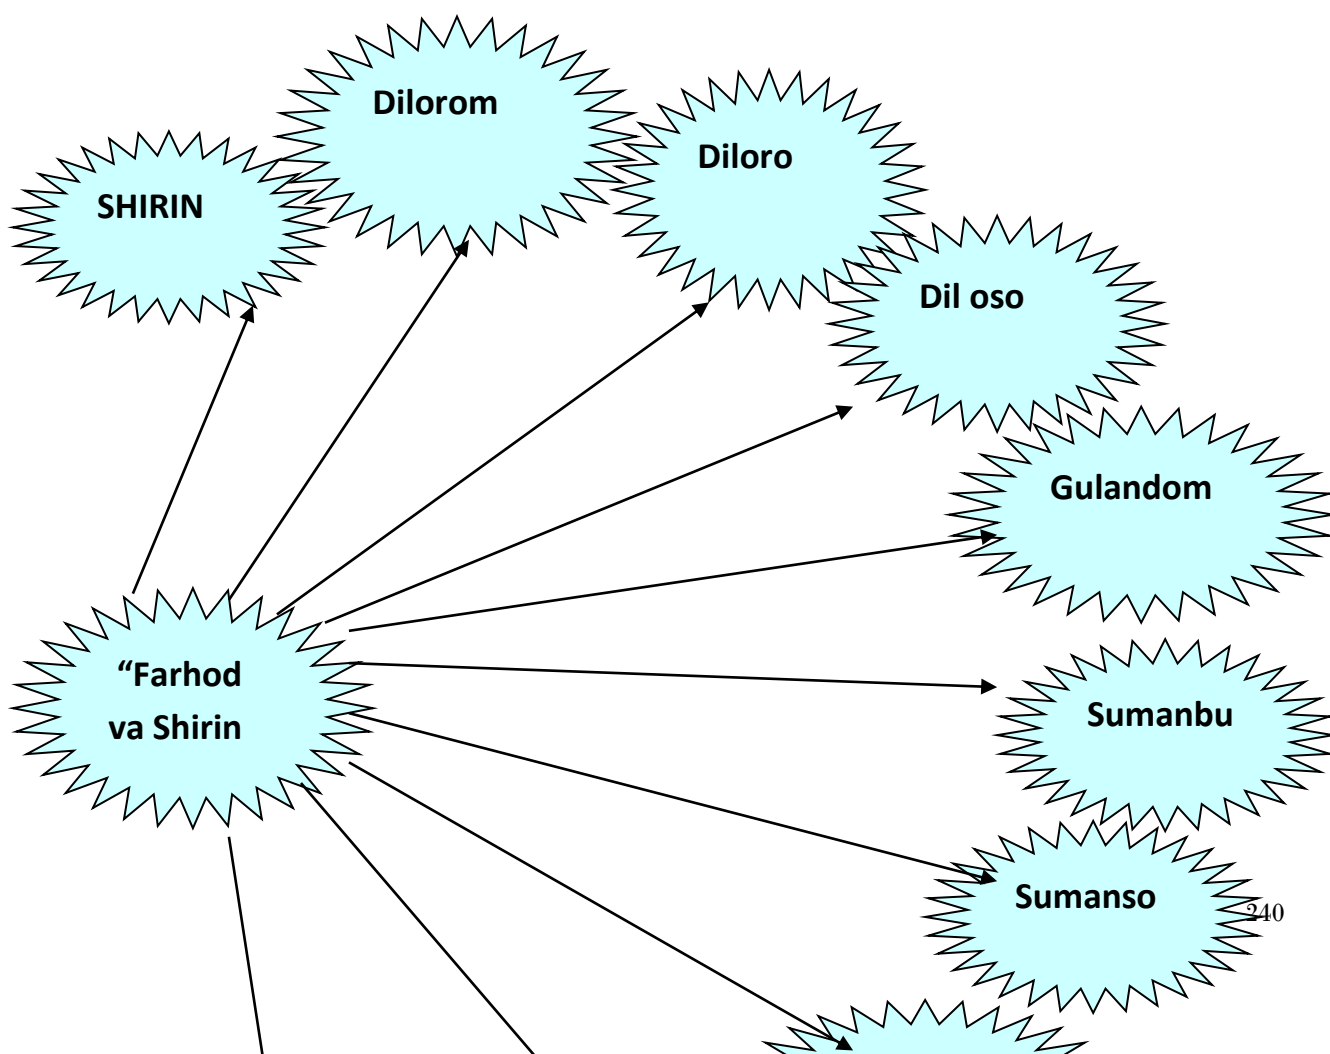 Dilorom
Diloro
SHIRIN
Dil oso
Gulandom
“Farhod
va Shirin
Sumanbu
Sumanso
240